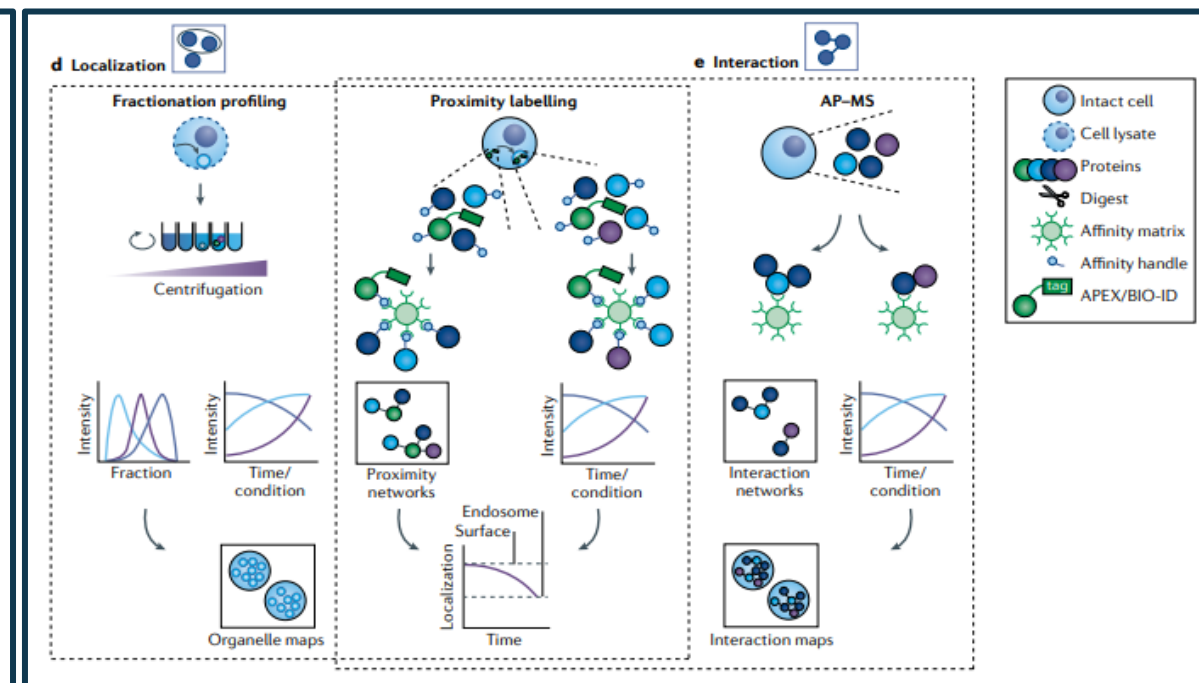 d Localization
e Interaction
Fractionation profiling
Centrifugation
Intensity
Fraction
Intensity
Time/
condition
Organelle maps
Proximity labelling
Proximity
networks
Intensity
Time/
condition
Endosome
Surface
Localization
Time
AP–MS
Interaction
networks
Intensity
Time/
condition
Interaction maps
Intact cell
Cell lysate
Proteins
Digest
Affinity matrix
Affinity handle
tag
APEX/BIO-ID